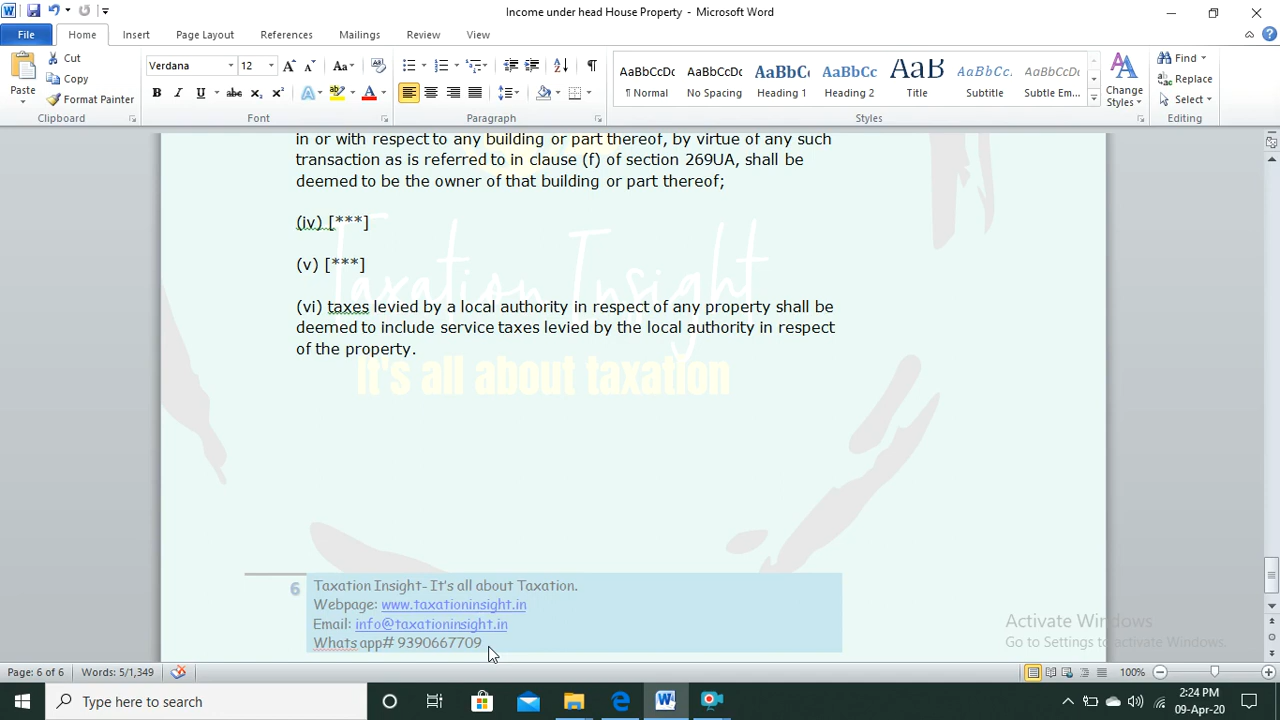 Income under head House Property - Microsoft Word
File Home Insert Page Layout References Mailings Review View
Paste
Cut
Copy
Format Painter
Clipboard
Verdana 12
Font
Paragraph
AaBbCcDc AaBbCcDc AaBbCc AaBbCc AaB AaBbCc. AaBbCcDc
¶ Normal No Spacing Heading 1 Heading 2 Title Subtitle Subtle Em...
Change Styles
Styles
Find
Replace
Select
Editing
in or with respect to any building or part thereof, by virtue of any such
transaction as is referred to in clause (f) of section 269UA, shall be
deemed to be the owner of that building or part thereof;
(iv) [***]
(v) [***]
(vi) taxes levied by a local authority in respect of any property shall be
deemed to include service taxes levied by the local authority in respect
of the property.
Taxation Insight
It's all about taxation
6
Taxation Insight- It's all about Taxation.
Webpage: www.taxationinsight.in
Email: info@taxationinsight.in
Whats app# 9390667709
Activate Windows
Go to Settings to activate Windows.
Page: 6 of 6 Words: 5/1,349 100%
Type here to search
2:24 PM
09-Apr-20